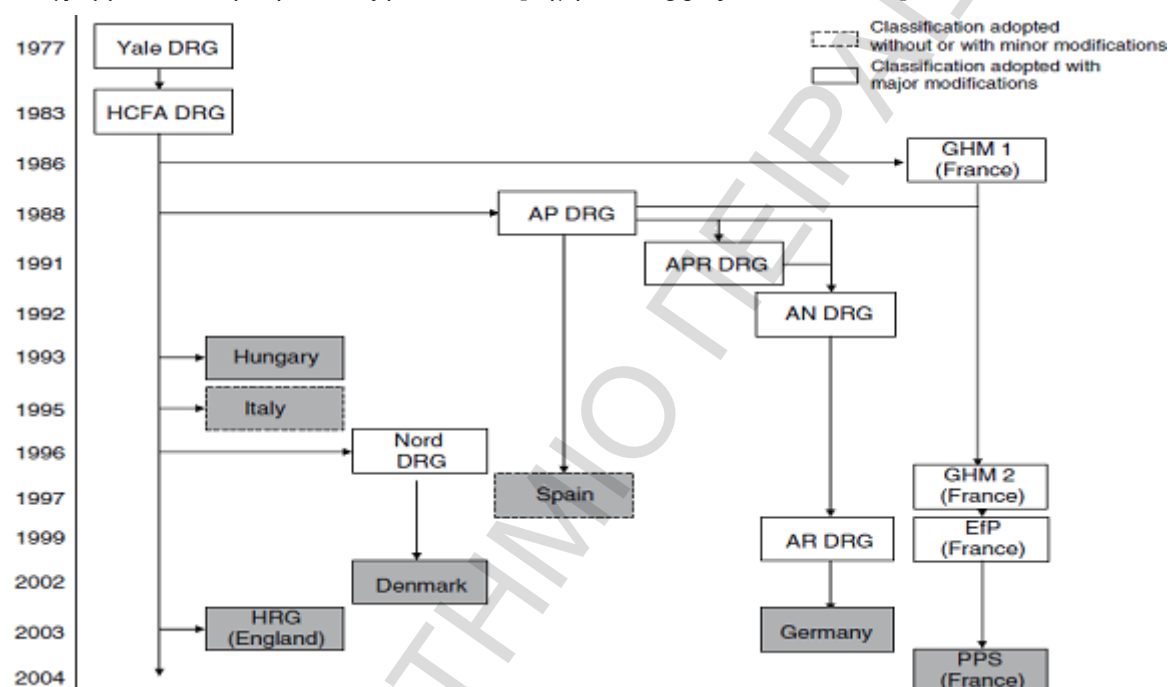 Classification adopted
without or with minor modifications
Classification adopted with
major modifications
1977
Yale DRG
1983
HCFA DRG
1986
GHM 1
(France)
1988
AP DRG
1991
APR DRG
1992
AN DRG
1993
Hungary
1995
Italy
1996
Nord
DRG
1997
Spain
GHM 2
(France)
1999
AR DRG
EfP
(France)
2002
Denmark
2003
HRG
(England)
Germany
2004
PPS
(France)